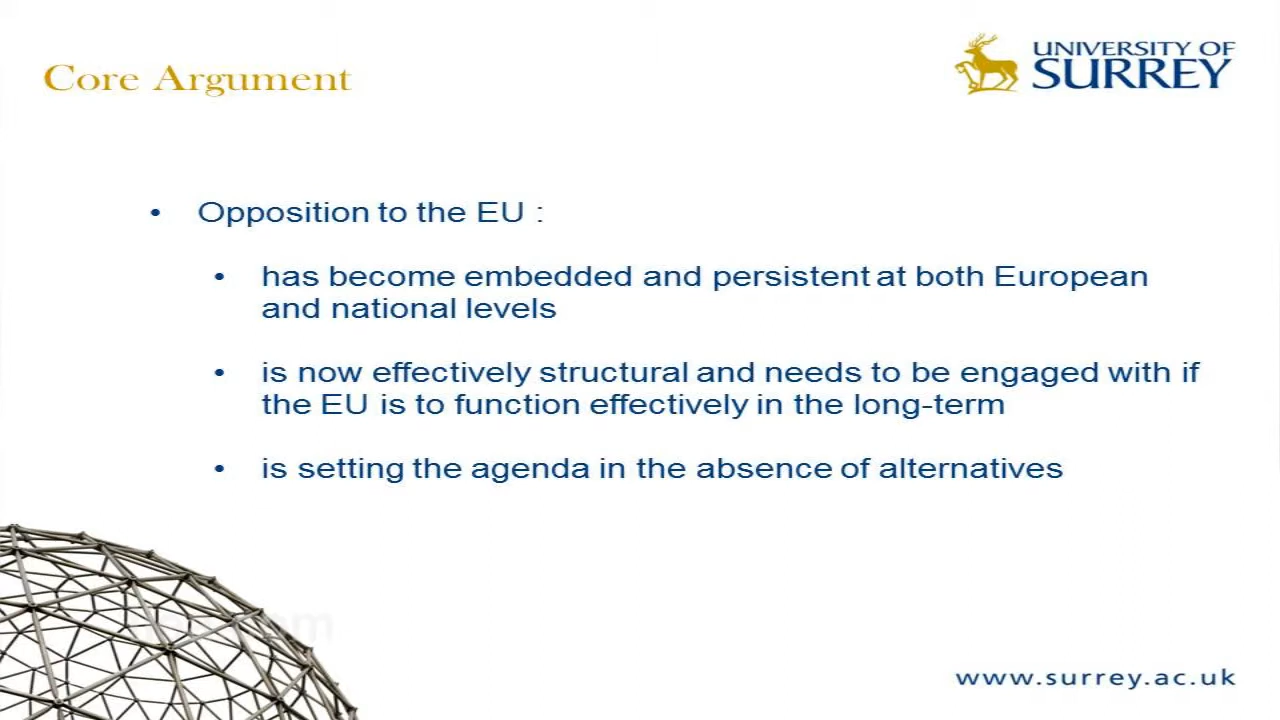 Core Argument
UNIVERSITY OF
SURREY
• Opposition to the EU :
• has become embedded and persistent at both European
and national levels
• is now effectively structural and needs to be engaged with if
the EU is to function effectively in the long-term
• is setting the agenda in the absence of alternatives
www.surrey.ac.uk